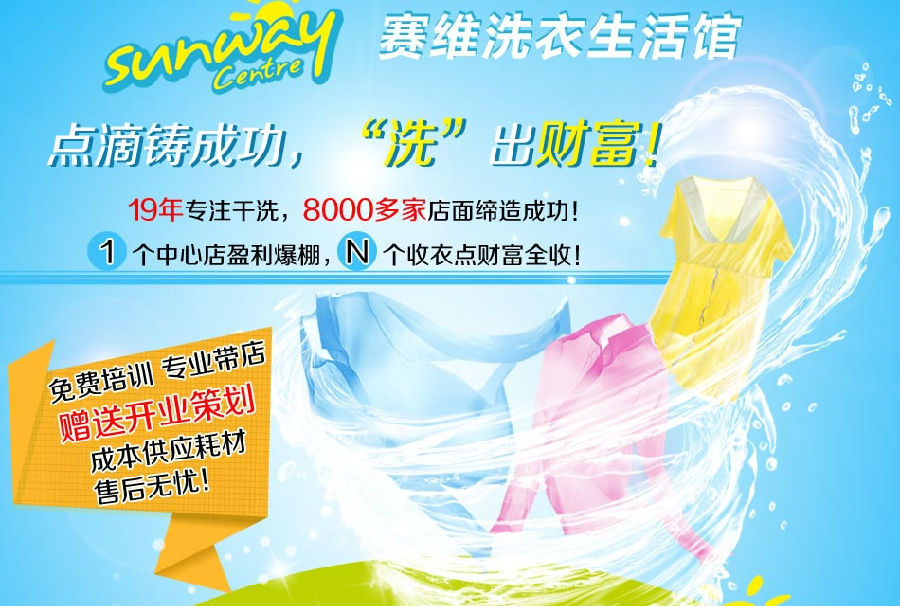 sunway
Centre
赛维洗衣生活馆
点滴铸成功，“洗”出财富！
19年专注干洗，8000多家店面缔造成功！
1个中心店盈利爆棚，N个收衣点财富全收！
免费培训 专业带店
赠送开业策划
成本供应耗材
售后无忧！